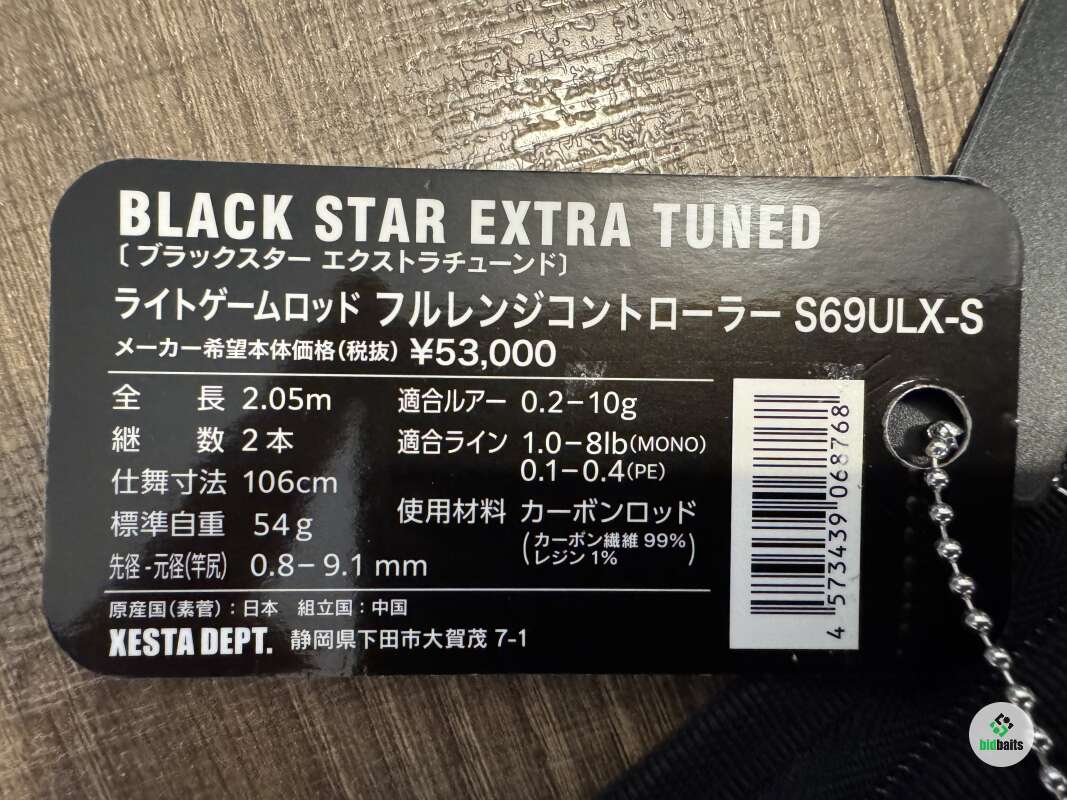 BLACK STAR EXTRA TUNED
〔ブラックスター エクストラチューンド〕
ライトゲームロッド フルレンジコントローラー S69ULX-S
メーカー希望本体価格(税抜) ¥53,000
全 長 2.05m
継 数 2本
仕舞寸法 106cm
標準自重 54g
先径-元径(竿尻) 0.8−9.1mm
適合ルアー 0.2−10g
適合ライン 1.0−8lb(MONO)
0.1−0.4(PE)
使用材料 カーボンロッド
(カーボン繊維 99%
レジン 1%)
原産国(素菅):日本 組立国:中国
XESTA DEPT. 静岡県下田市大賀茂 7-1
4 573439 068768
bidbaits